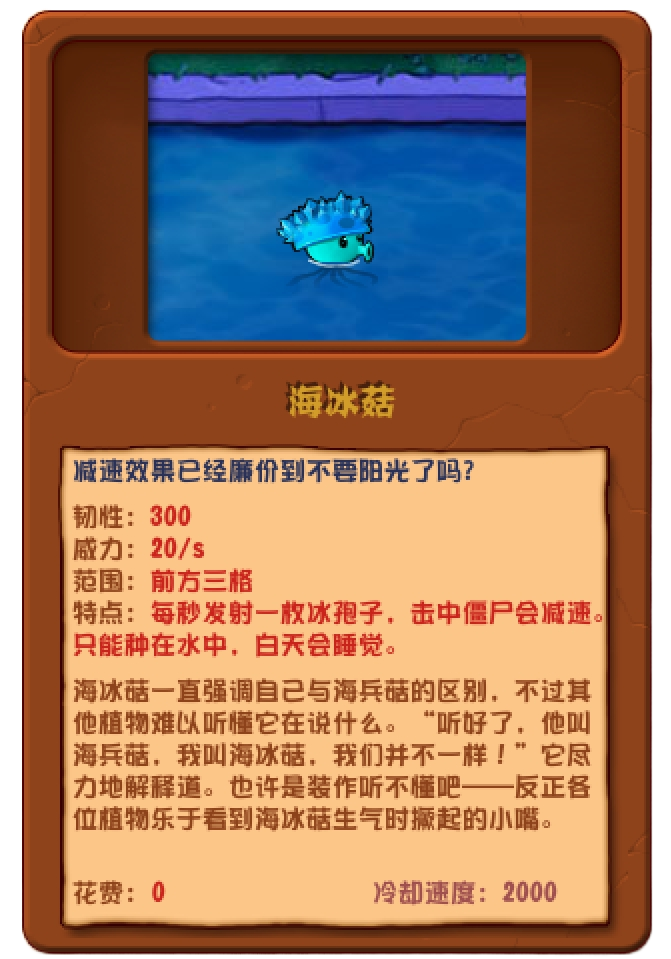 海冰菇
减速效果已经廉价到不要阳光了吗？
韧性：300
威力：20/s
范围：前方三格
特点：每秒发射一枚冰孢子，击中僵尸会减速。
只能种在水中，白天会睡觉。
海冰菇一直强调自己与海兵菇的区别，不过其
他植物难以听懂它在说什么。“听好了，他叫
海兵菇，我叫海冰菇，我们并不一样！”它尽
力地解释道。也许是装作听不懂吧——反正各
位植物乐于看到海冰菇生气时撅起的小嘴。
花费：0 冷却速度：2000